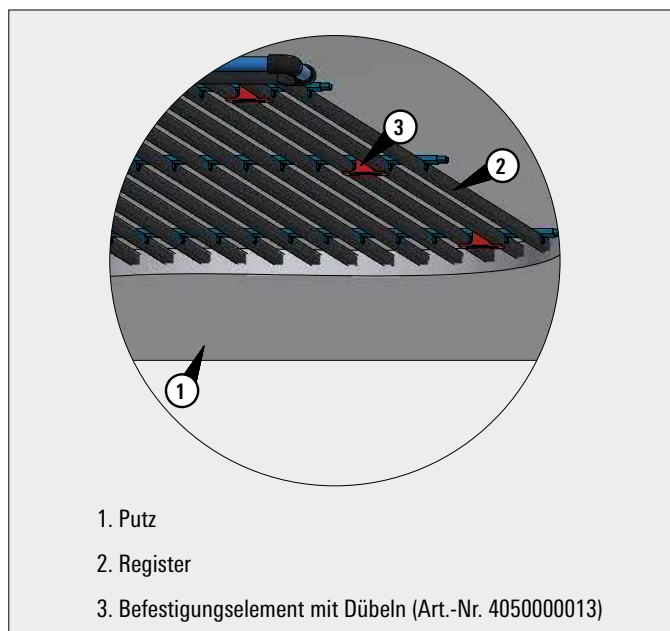 3
2
1
1. Putz
2. Register
3. Befestigungselement mit Dübeln (Art.-Nr. 4050000013)